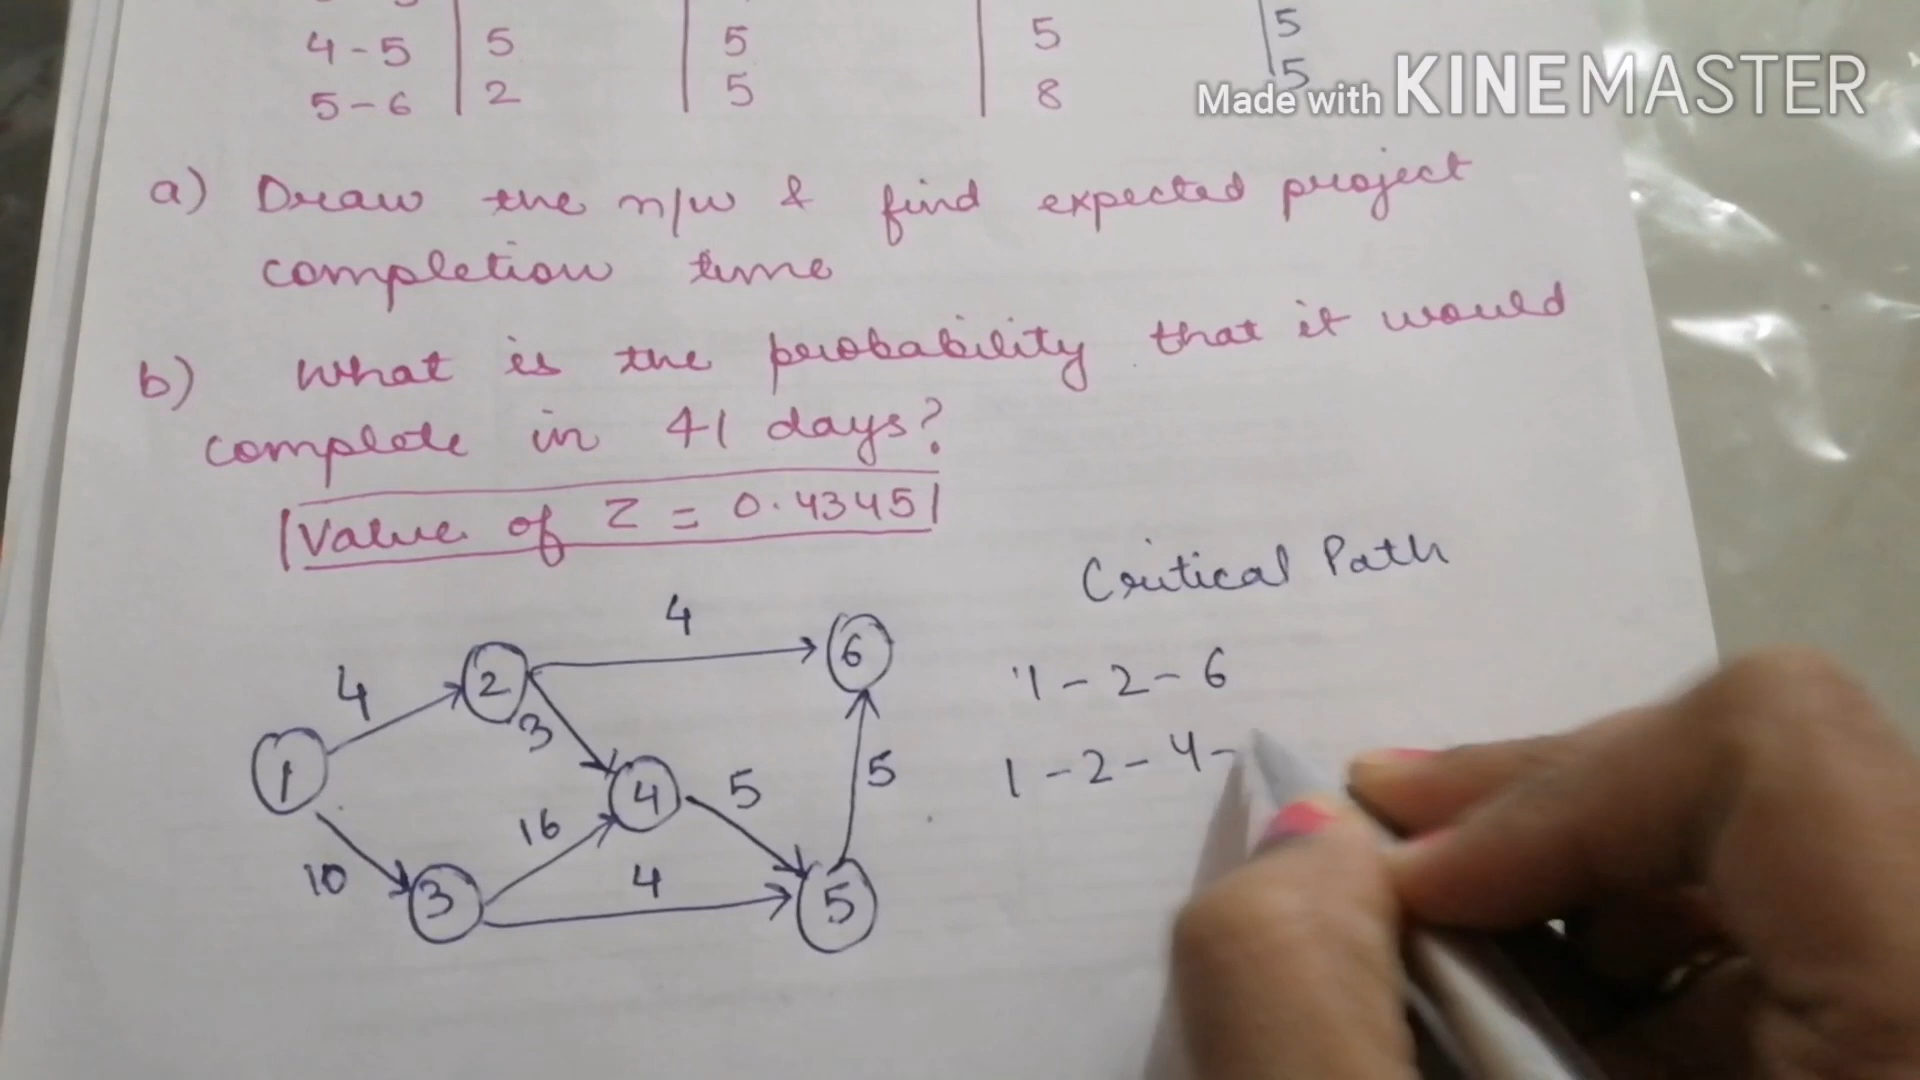 4-5 | 5 | 5 | 5 | 5
5-6 | 2 | 5 | 8 | 5
Made with KINEMASTER
a) Draw the n/w & find expected project
completion time
b) What is the probability that it would
complete in 41 days?
Value of Z = 0.4345
Critical Path
4
4
2
6
3
1-2-6
1
4
5
5
1-2-4-
16
10
3
4
5